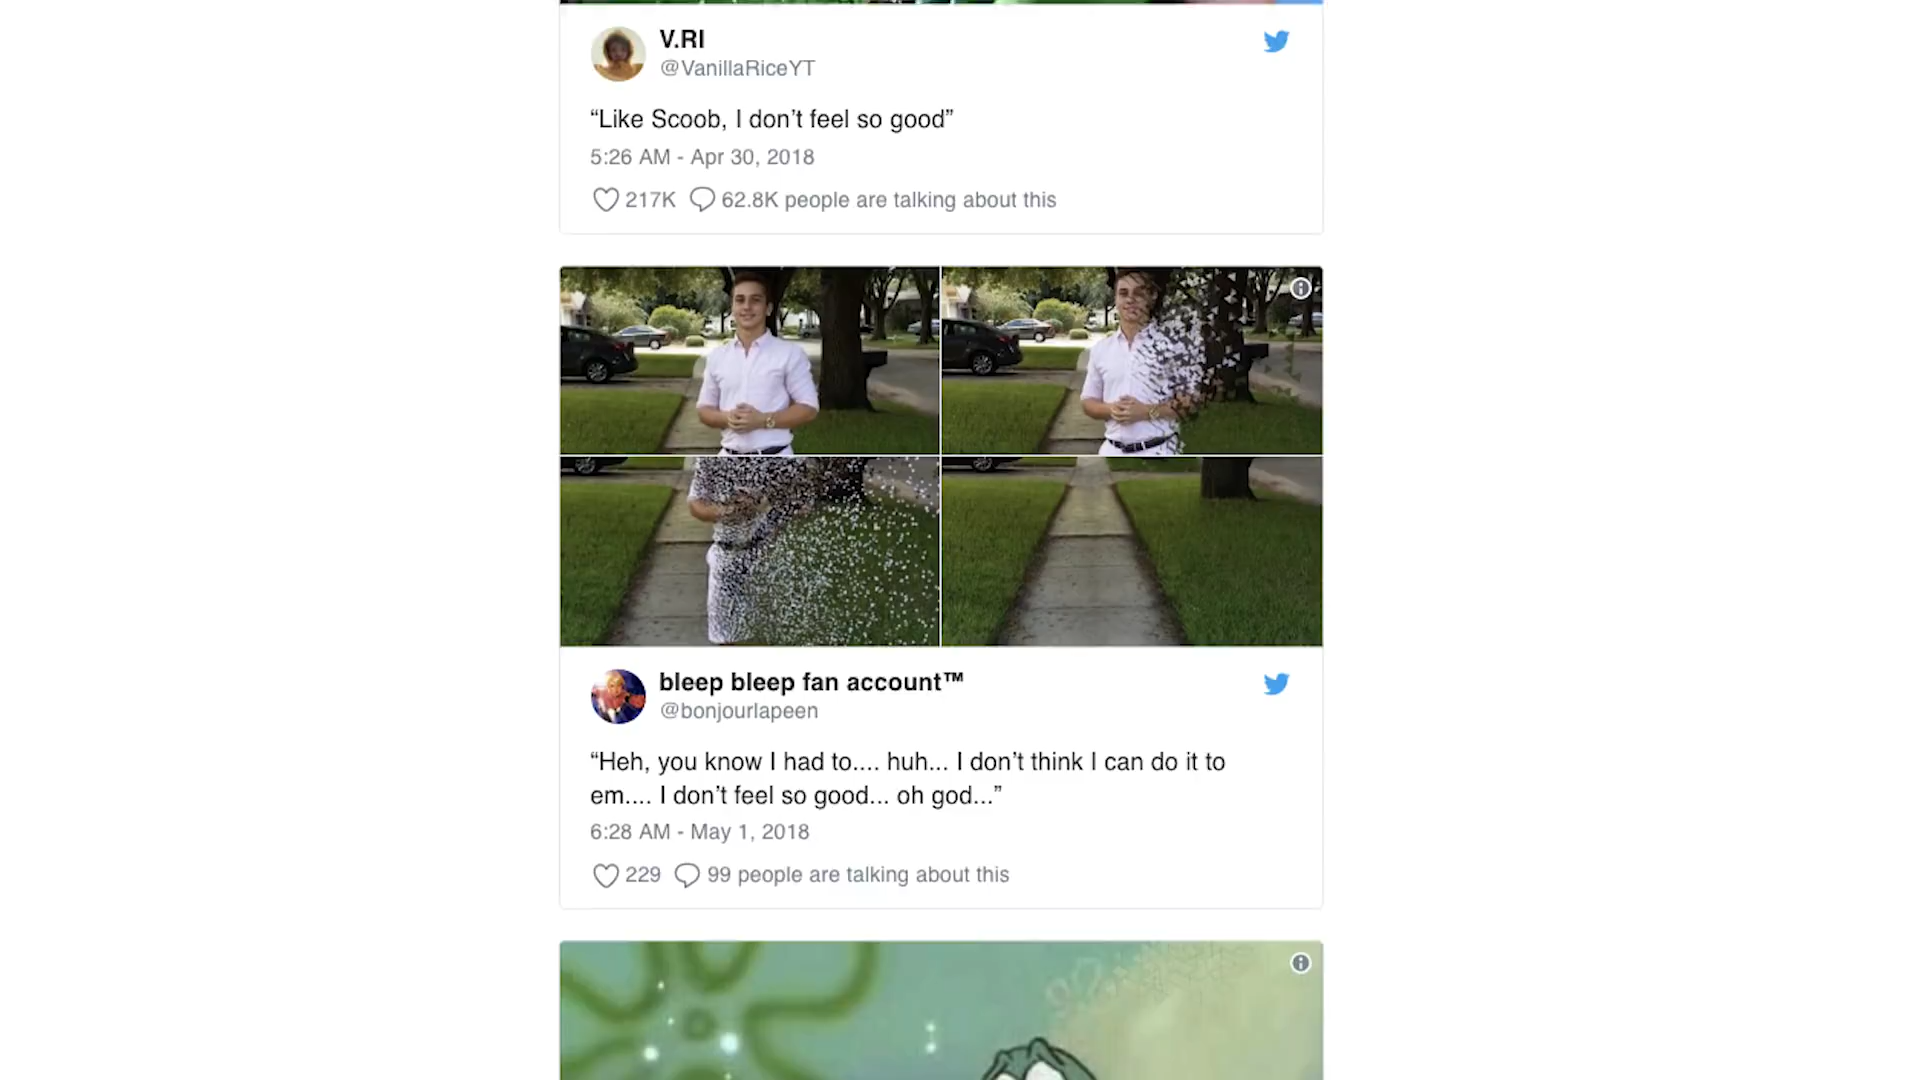 V.RI
@VanillaRiceYT
“Like Scoob, I don’t feel so good”
5:26 AM - Apr 30, 2018
217K 62.8K people are talking about this
bleep bleep fan account™
@bonjourlapeen
“Heh, you know I had to.... huh... I don’t think I can do it to
em.... I don’t feel so good... oh god...”
6:28 AM - May 1, 2018
229 99 people are talking about this